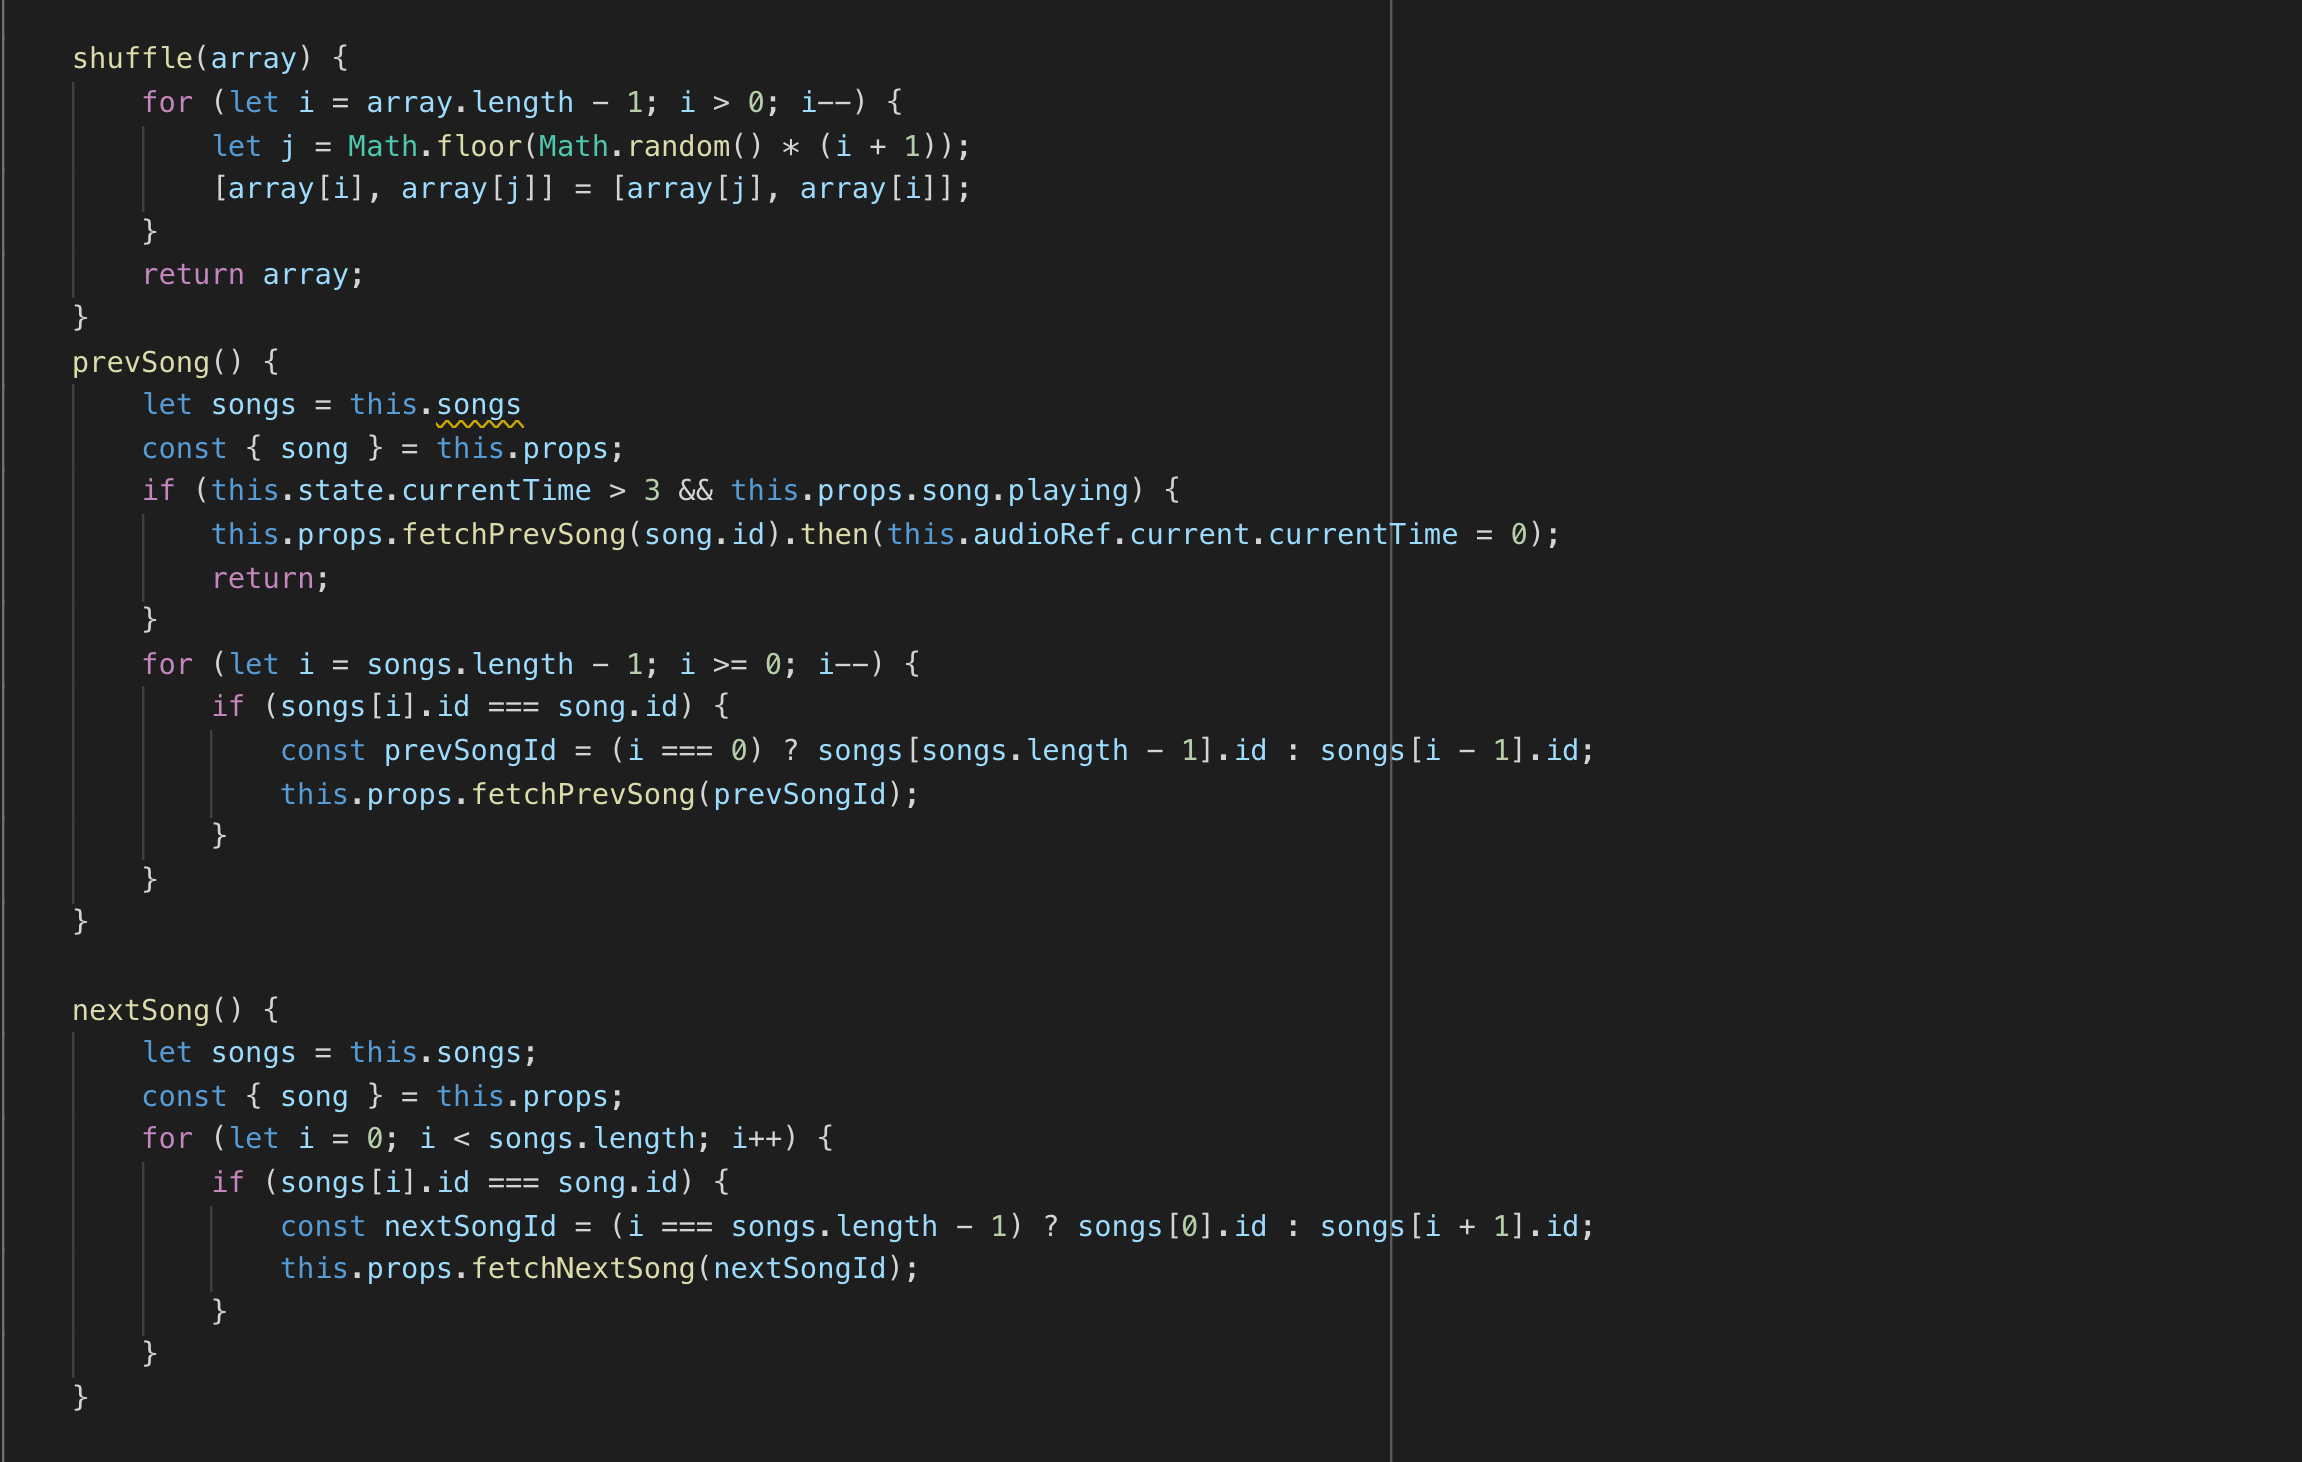 shuffle(array) {
    for (let i = array.length - 1; i > 0; i--) {
        let j = Math.floor(Math.random() * (i + 1));
        [array[i], array[j]] = [array[j], array[i]];
    }
    return array;
}
prevSong() {
    let songs = this.songs
    const { song } = this.props;
    if (this.state.currentTime > 3 && this.props.song.playing) {
        this.props.fetchPrevSong(song.id).then(this.audioRef.current.currentTime = 0);
        return;
    }
    for (let i = songs.length - 1; i >= 0; i--) {
        if (songs[i].id === song.id) {
            const prevSongId = (i === 0) ? songs[songs.length - 1].id : songs[i - 1].id;
            this.props.fetchPrevSong(prevSongId);
        }
    }
}

nextSong() {
    let songs = this.songs;
    const { song } = this.props;
    for (let i = 0; i < songs.length; i++) {
        if (songs[i].id === song.id) {
            const nextSongId = (i === songs.length - 1) ? songs[0].id : songs[i + 1].id;
            this.props.fetchNextSong(nextSongId);
        }
    }
}